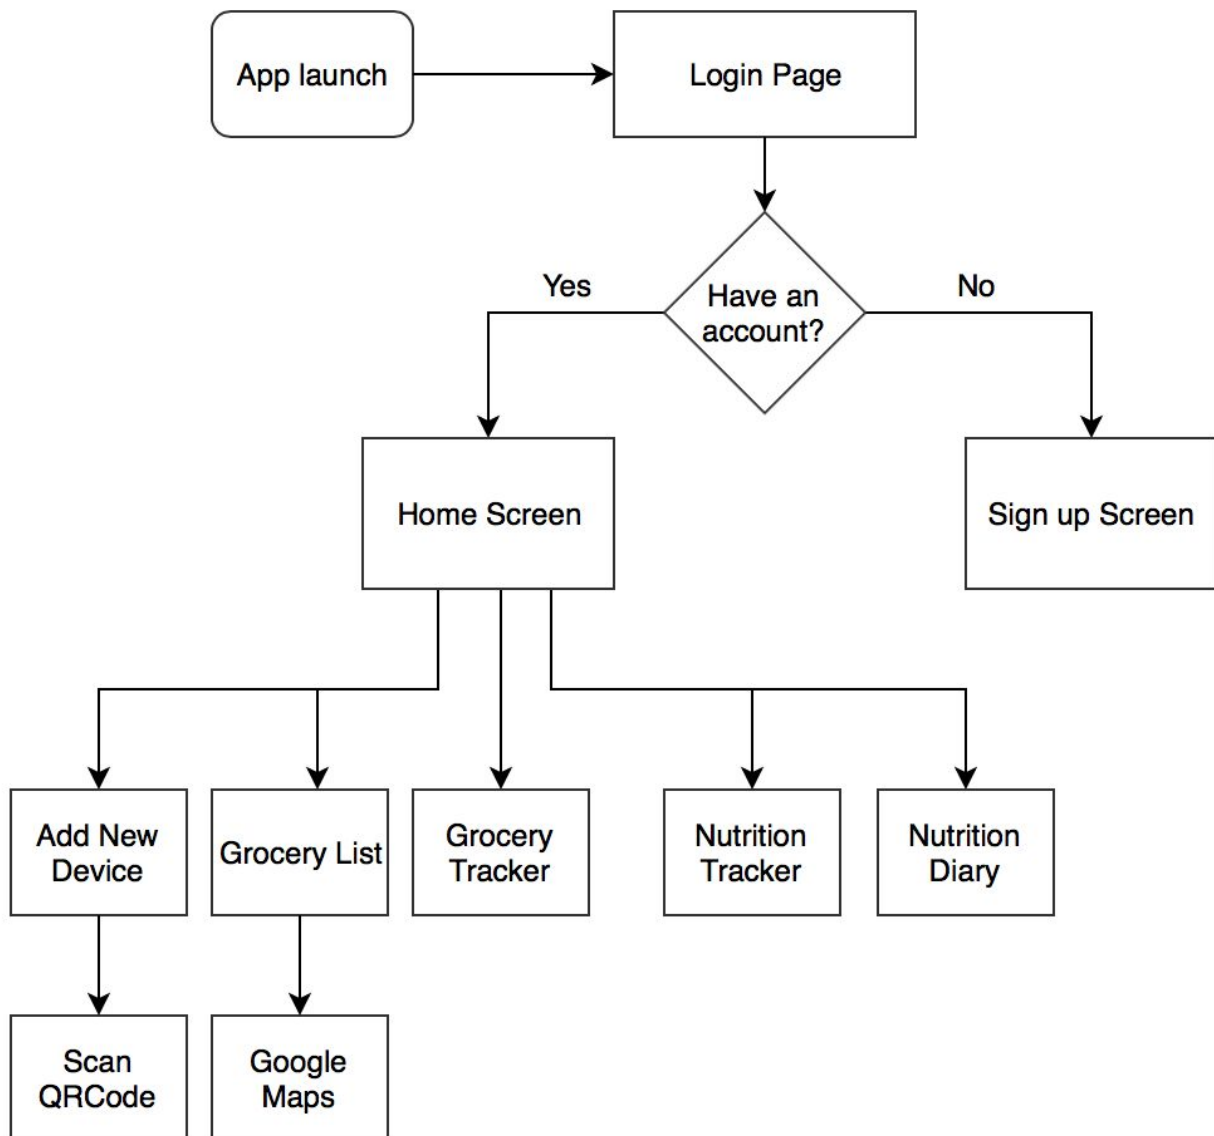 App launch
Login Page
Yes
Have an
account?
No
Home Screen
Sign up Screen
Add New
Device
Grocery List
Grocery
Tracker
Nutrition
Tracker
Nutrition
Diary
Scan
QRCode
Google
Maps